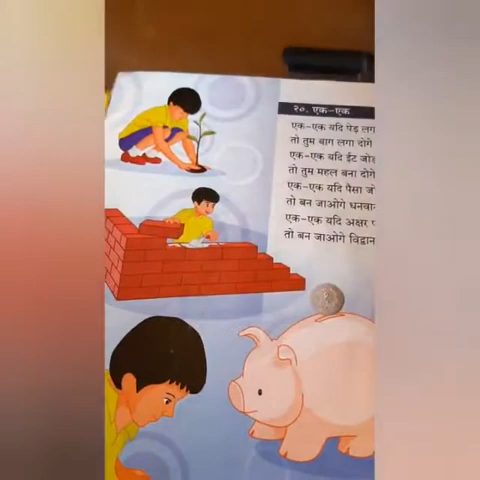 २०. एक-एक
एक-एक यदि पेड़
तो तुम बाग लगा दोगे
एक-एक यदि ईंट
तो तुम महल बना दोगे
एक-एक यदि पैसा
तो बन जाओगे
एक-एक यदि अक्षर
तो बन जाओगे विद्वान